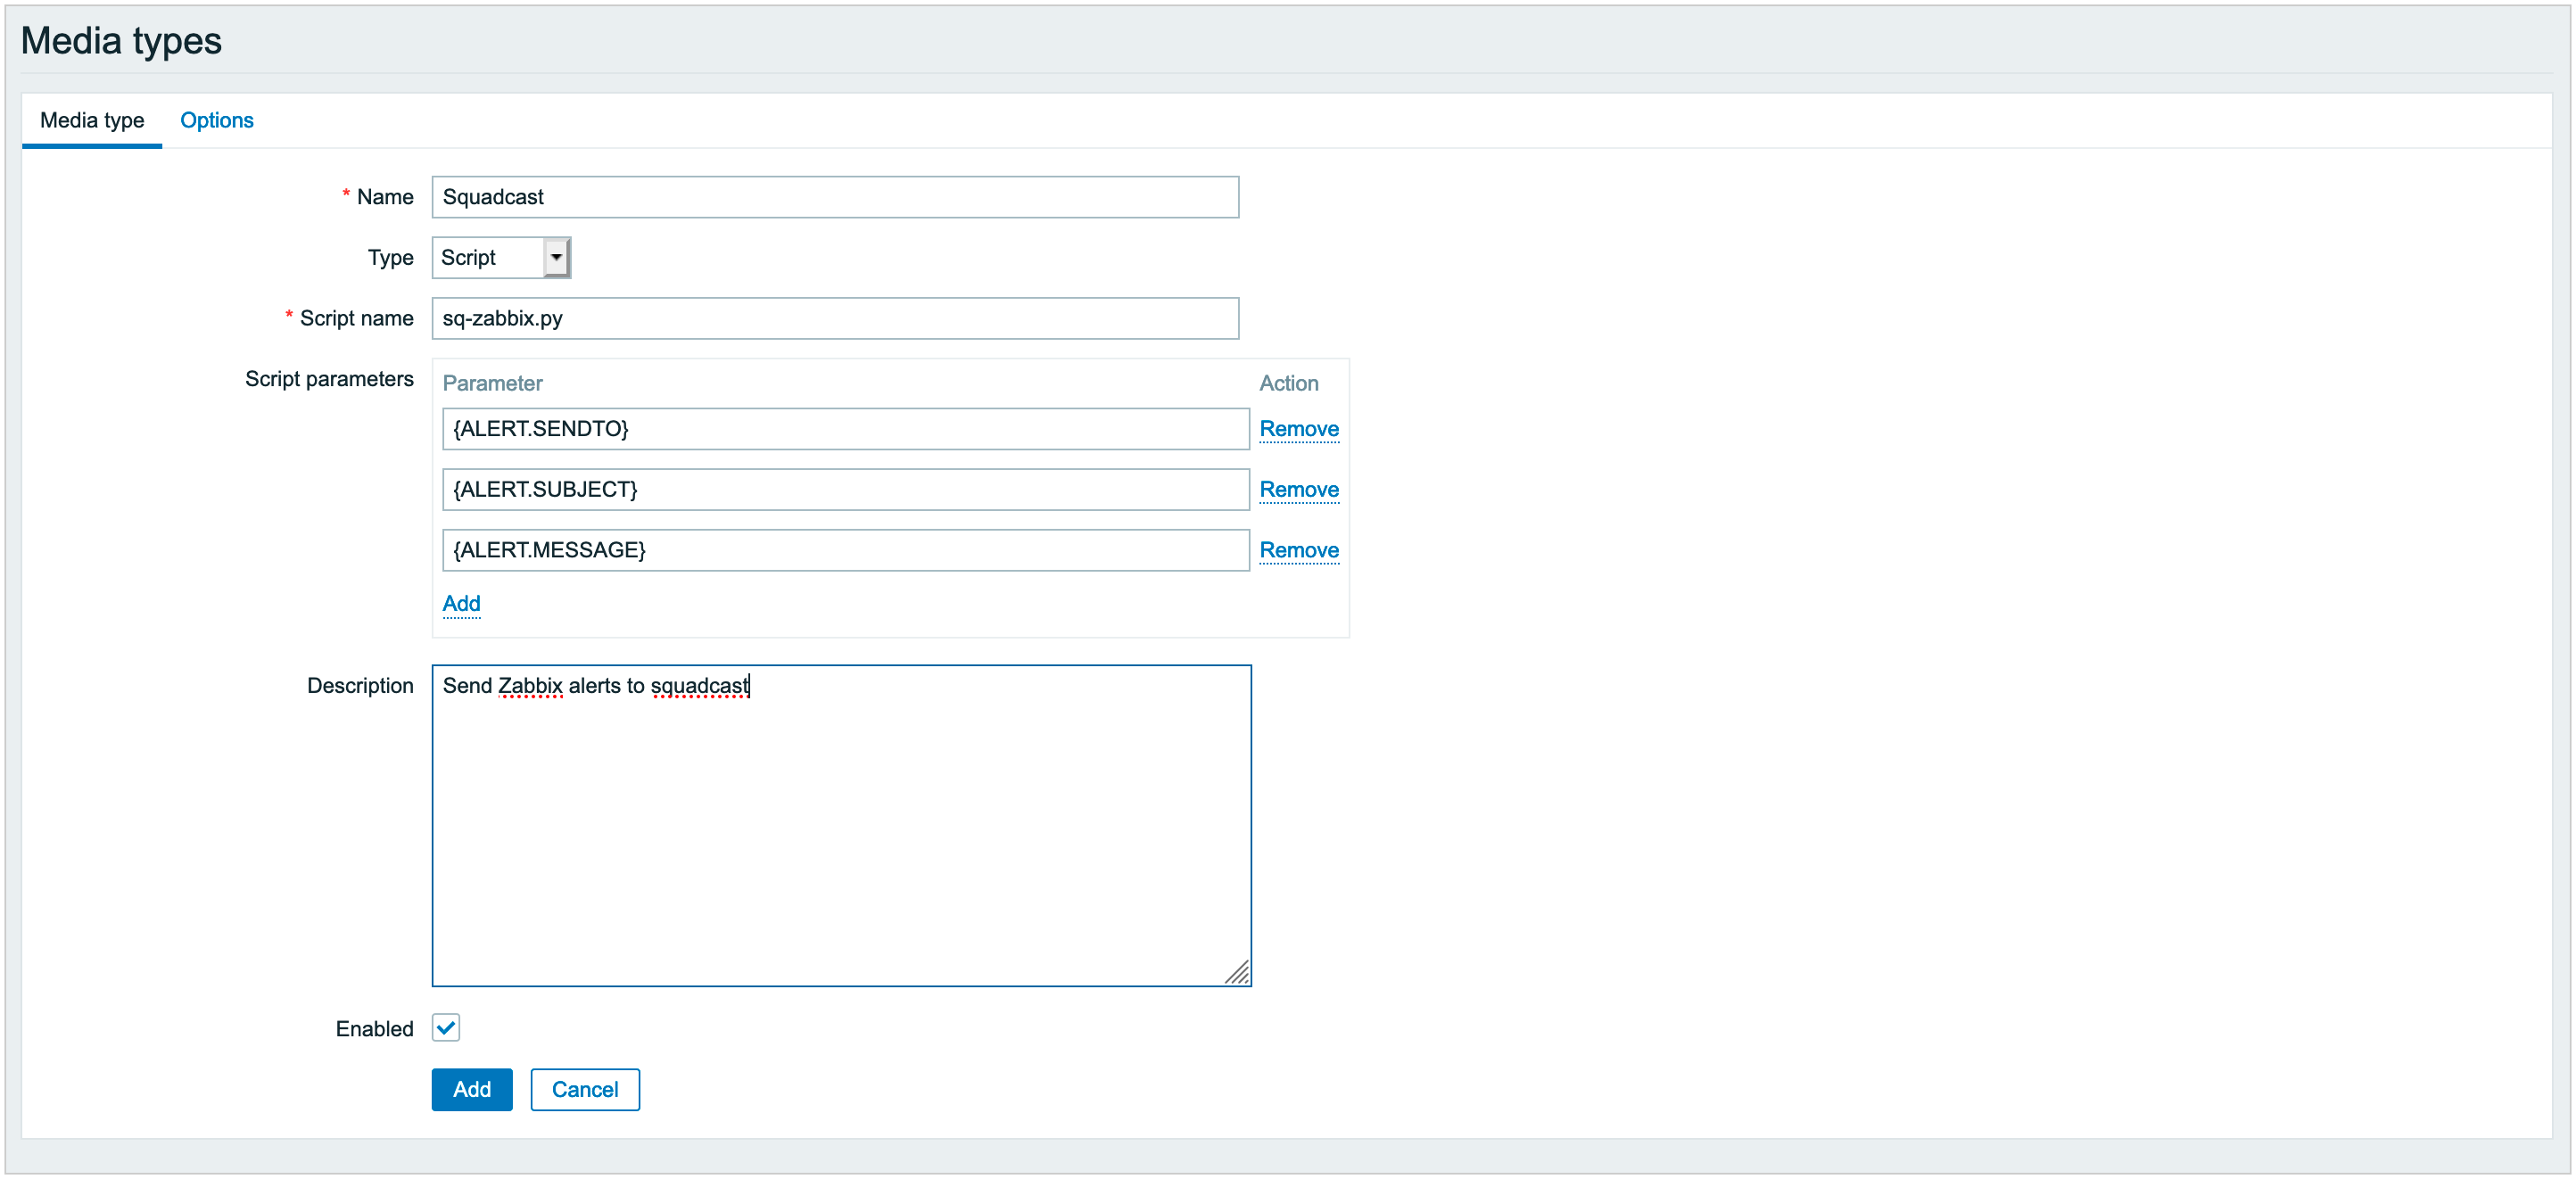 Media types
Media type Options
* Name Squadcast
Type Script
* Script name sq-zabbix.py
Script parameters Parameter Action
{ALERT.SENDTO} Remove
{ALERT.SUBJECT} Remove
{ALERT.MESSAGE} Remove
Add
Description Send Zabbix alerts to squadcast
Enabled
Add Cancel